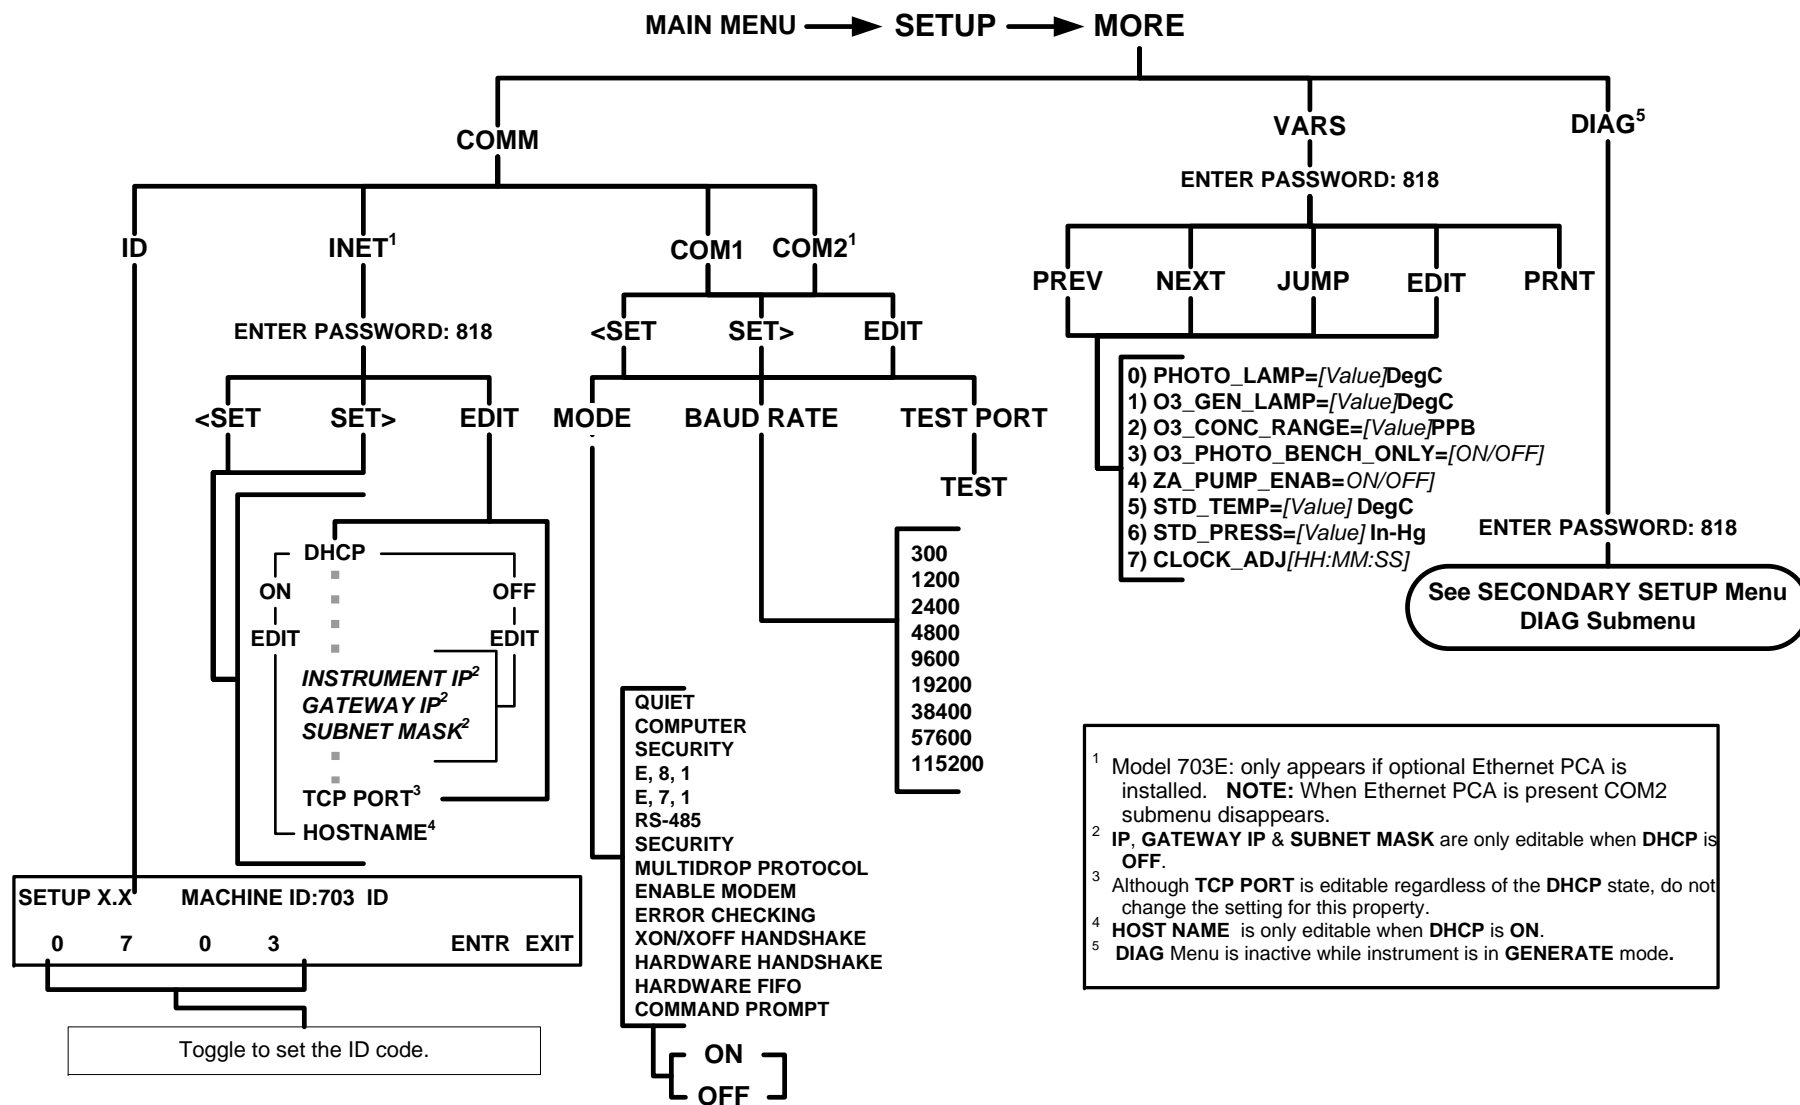 MAIN MENU SETUP MORE
COMM
VARS
DIAG5
ENTER PASSWORD: 818
ID
INET1
COM1
COM21
PREV
NEXT
JUMP
EDIT
PRNT
ENTER PASSWORD: 818
<SET
SET>
EDIT
<SET
SET>
EDIT
MODE
BAUD RATE
TEST PORT
TEST
0) PHOTO_LAMP=[Value]DegC
1) O3_GEN_LAMP=[Value]DegC
2) O3_CONC_RANGE=[Value]PPB
3) O3_PHOTO_BENCH_ONLY=[ON/OFF]
4) ZA_PUMP_ENAB=ON/OFF]
5) STD_TEMP=[Value] DegC
6) STD_PRESS=[Value] In-Hg
7) CLOCK_ADJ[HH:MM:SS]
ENTER PASSWORD: 818
See SECONDARY SETUP Menu
DIAG Submenu
DHCP
ON
OFF
EDIT
EDIT
INSTRUMENT IP2
GATEWAY IP2
SUBNET MASK2
TCP PORT3
HOSTNAME4
300
1200
2400
4800
9600
19200
38400
57600
115200
QUIET
COMPUTER
SECURITY
E, 8, 1
E, 7, 1
RS-485
SECURITY
MULTIDROP PROTOCOL
ENABLE MODEM
ERROR CHECKING
XON/XOFF HANDSHAKE
HARDWARE HANDSHAKE
HARDWARE FIFO
COMMAND PROMPT
ON
OFF
SETUP X.X MACHINE ID:703 ID
0 7 0 3 ENTR EXIT
Toggle to set the ID code.
1 Model 703E: only appears if optional Ethernet PCA is
installed. NOTE: When Ethernet PCA is present COM2
submenu disappears.
2 IP, GATEWAY IP & SUBNET MASK are only editable when DHCP is
OFF.
3 Although TCP PORT is editable regardless of the DHCP state, do not
change the setting for this property.
4 HOST NAME is only editable when DHCP is ON.
5 DIAG Menu is inactive while instrument is in GENERATE mode.